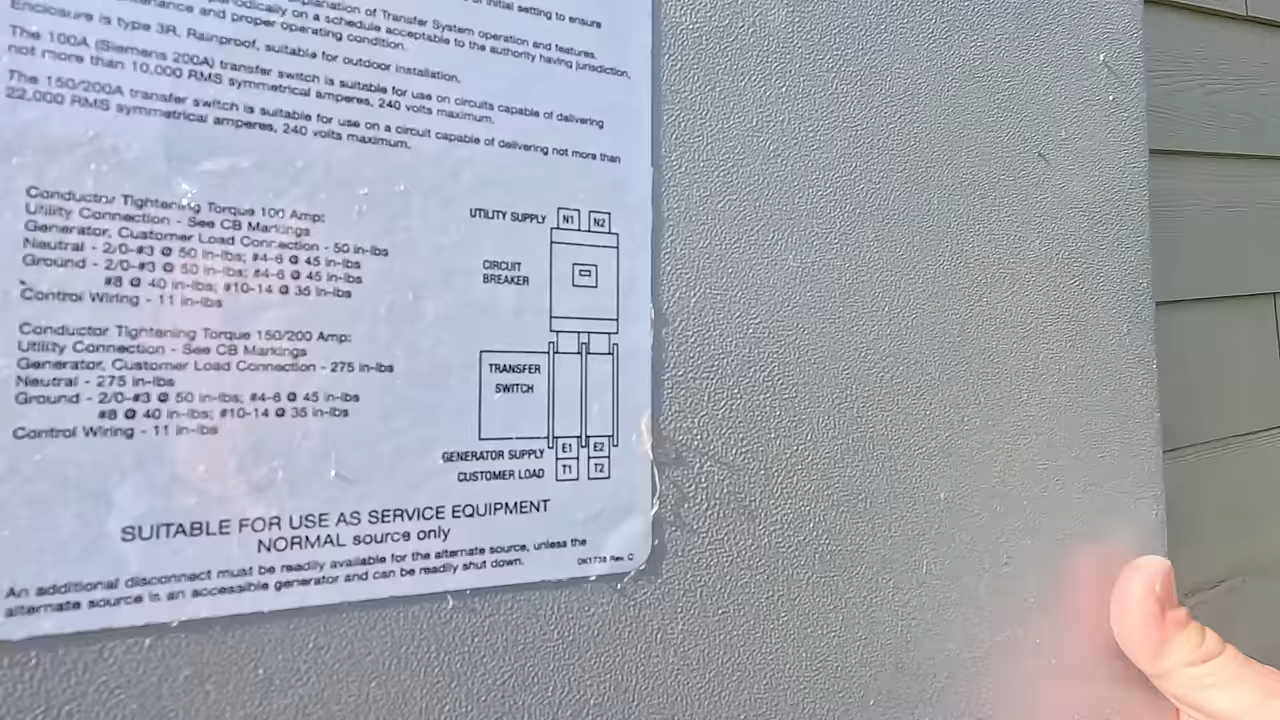 of initial setting to ensure
explanation of Transfer System operation and features.
periodically on a schedule acceptable to the authority having jurisdiction,
and proper operating condition.
Enclosure is type 3R, Rainproof, suitable for outdoor installation.
The 100A (Siemens 200A) transfer switch is suitable for use on circuits capable of delivering
not more than 10,000 RMS symmetrical amperes, 240 volts maximum.
The 150/200A transfer switch is suitable for use on a circuit capable of delivering not more than
22,000 RMS symmetrical amperes, 240 volts maximum.
Conductor Tightening Torque 100 Amp:
Utility Connection - See CB Markings
Generator, Customer Load Connection - 50 in-lbs
Neutral - 2/0-#3 @ 50 in-lbs; #4-6 @ 45 in-lbs
Ground - 2/0-#3 @ 50 in-lbs; #4-6 @ 45 in-lbs
#8 @ 40 in-lbs; #10-14 @ 35 in-lbs
Control Wiring - 11 in-lbs
Conductor Tightening Torque 150/200 Amp:
Utility Connection - See CB Markings
Generator, Customer Load Connection - 275 in-lbs
Neutral - 275 in-lbs
Ground - 2/0-#3 @ 50 in-lbs; #4-6 @ 45 in-lbs
#8 @ 40 in-lbs; #10-14 @ 35 in-lbs
Control Wiring - 11 in-lbs
UTILITY SUPPLY N1 N2
CIRCUIT
BREAKER
TRANSFER
SWITCH
GENERATOR SUPPLY E1 E2
CUSTOMER LOAD T1 T2
SUITABLE FOR USE AS SERVICE EQUIPMENT
NORMAL source only
An additional disconnect must be readily available for the alternate source, unless the
alternate source is an accessible generator and can be readily shut down.
Rev. C